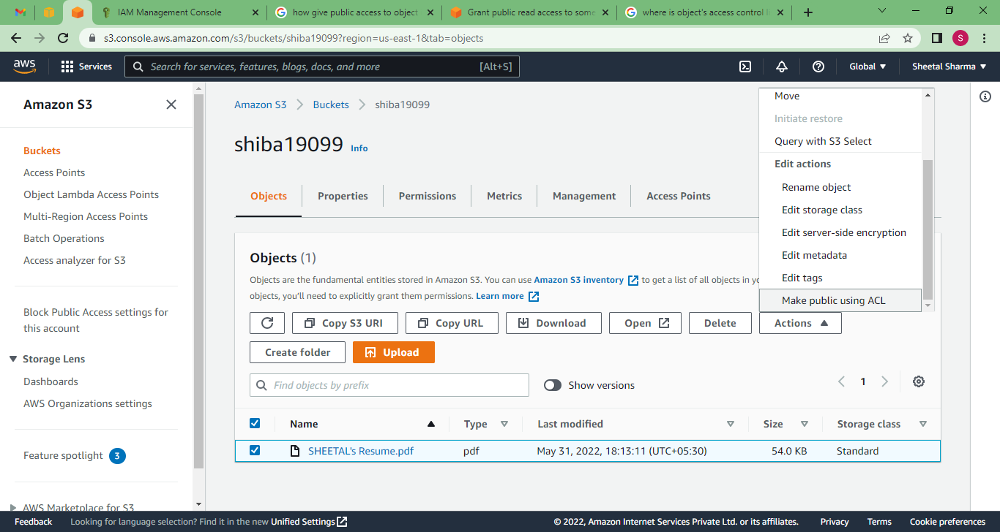 IAM Management Console
how give public access to object
Grant public read access to some
where is object's access control li
s3.console.aws.amazon.com/s3/buckets/shiba19099?region=us-east-1&tab=objects
S
aws
Services
Search for services, features, blogs, docs, and more
[Alt+S]
Global
Sheetal Sharma
Amazon S3
Buckets
Access Points
Object Lambda Access Points
Multi-Region Access Points
Batch Operations
Access analyzer for S3
Block Public Access settings for
this account
Storage Lens
Dashboards
AWS Organizations settings
Feature spotlight 3
AWS Marketplace for S3
Amazon S3 Buckets shiba19099
shiba19099 Info
Objects
Properties
Permissions
Metrics
Management
Access Points
Objects (1)
Objects are the fundamental entities stored in Amazon S3. You can use Amazon S3 inventory to get a list of all objects in yo
objects, you'll need to explicitly grant them permissions. Learn more
Copy S3 URI
Copy URL
Download
Open
Delete
Actions
Move
Initiate restore
Query with S3 Select
Edit actions
Rename object
Edit storage class
Edit server-side encryption
Edit metadata
Edit tags
Make public using ACL
Create folder
Upload
Find objects by prefix
Show versions
1
Name Type Last modified Size Storage class
SHEETAL's Resume.pdf pdf May 31, 2022, 18:13:11 (UTC+05:30) 54.0 KB Standard
Feedback
Looking for language selection? Find it in the new Unified Settings
© 2022, Amazon Internet Services Private Ltd. or its affiliates.
Privacy
Terms
Cookie preferences